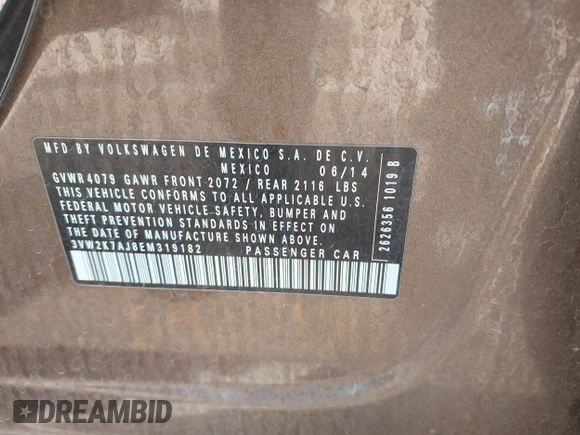 MFD BY VOLKSWAGEN DE MEXICO S.A. DE C.V.
MEXICO 06/14
GVWR4079 GAWR FRONT 2072 / REAR 2116 LBS
THIS VEHICLE CONFORMS TO ALL APPLICABLE U.S.
FEDERAL MOTOR VEHICLE SAFETY, BUMPER AND
THEFT PREVENTION STANDARDS IN EFFECT ON
THE DATE OF MANUFACTURE SHOWN ABOVE.
3VW2K7AJ8EM319182 PASSENGER CAR
2626356 1019 B
DREAMBID